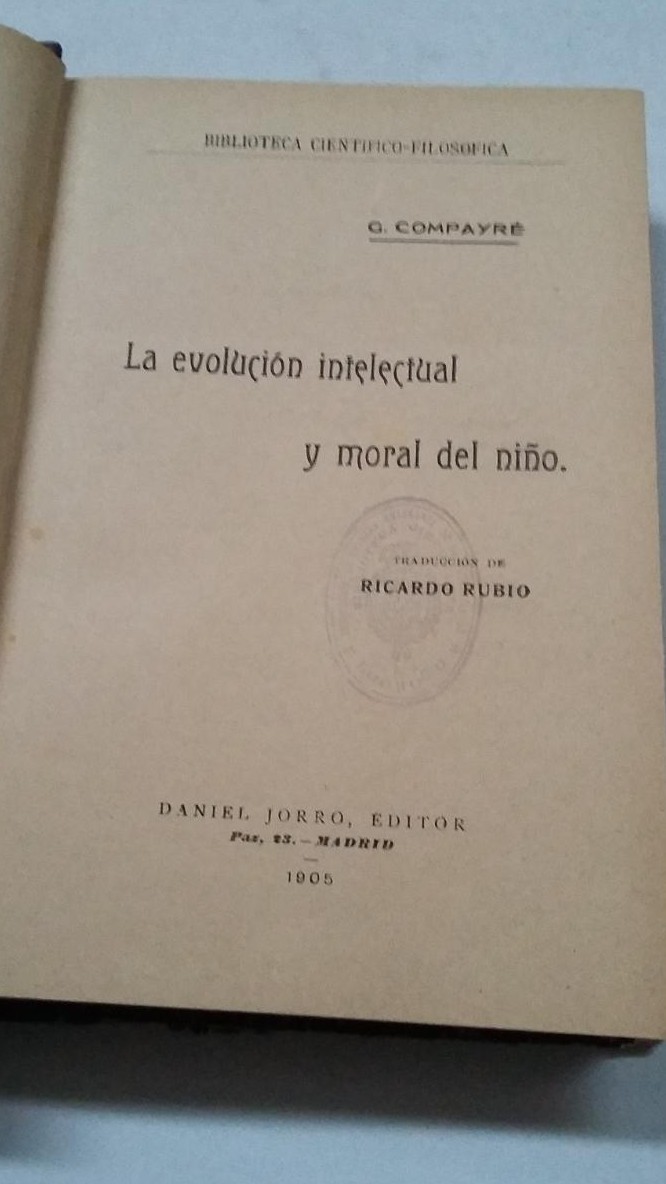 BIBLIOTECA CIENTIFICO-FILOSOFICA
G. COMPAYRÉ
La evolución intelectual
y moral del niño.
TRADUCCION DE
RICARDO RUBIO
DANIEL JORRO, EDITOR
Paz, 23. — MADRID
1905